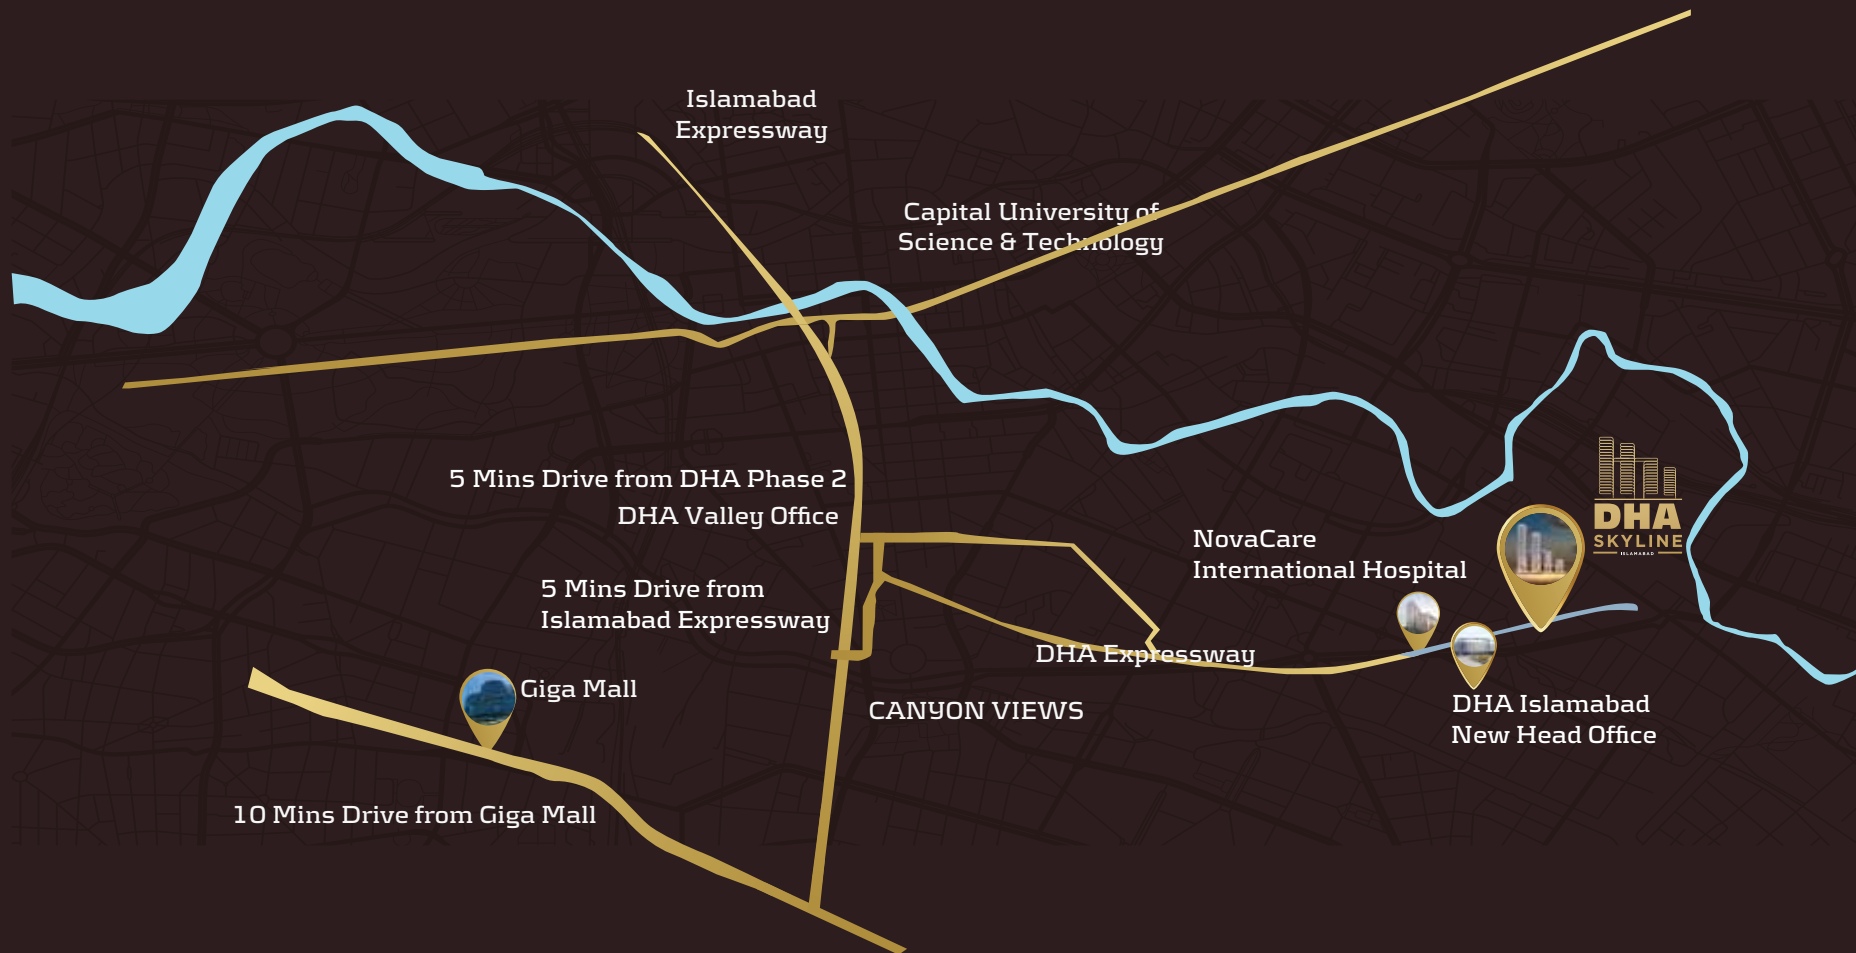 Islamabad
Expressway
Capital University of
Science & Technology
5 Mins Drive from DHA Phase 2
DHA Valley Office
5 Mins Drive from
Islamabad Expressway
NovaCare
International Hospital
DHA
SKYLINE
ISLAMABAD
DHA Expressway
Giga Mall
CANYON VIEWS
DHA Islamabad
New Head Office
10 Mins Drive from Giga Mall